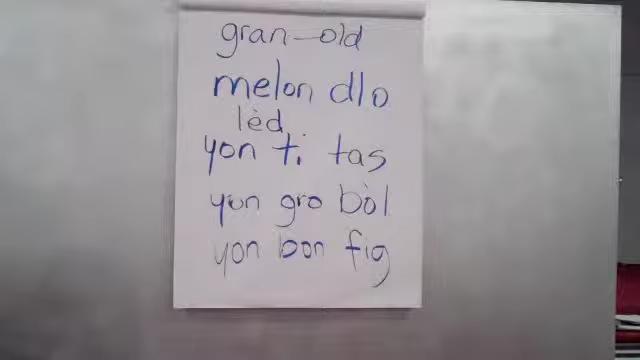 gran-old
melon dlo
lèd
yon ti tas
yon gro bòl
yon bon fig